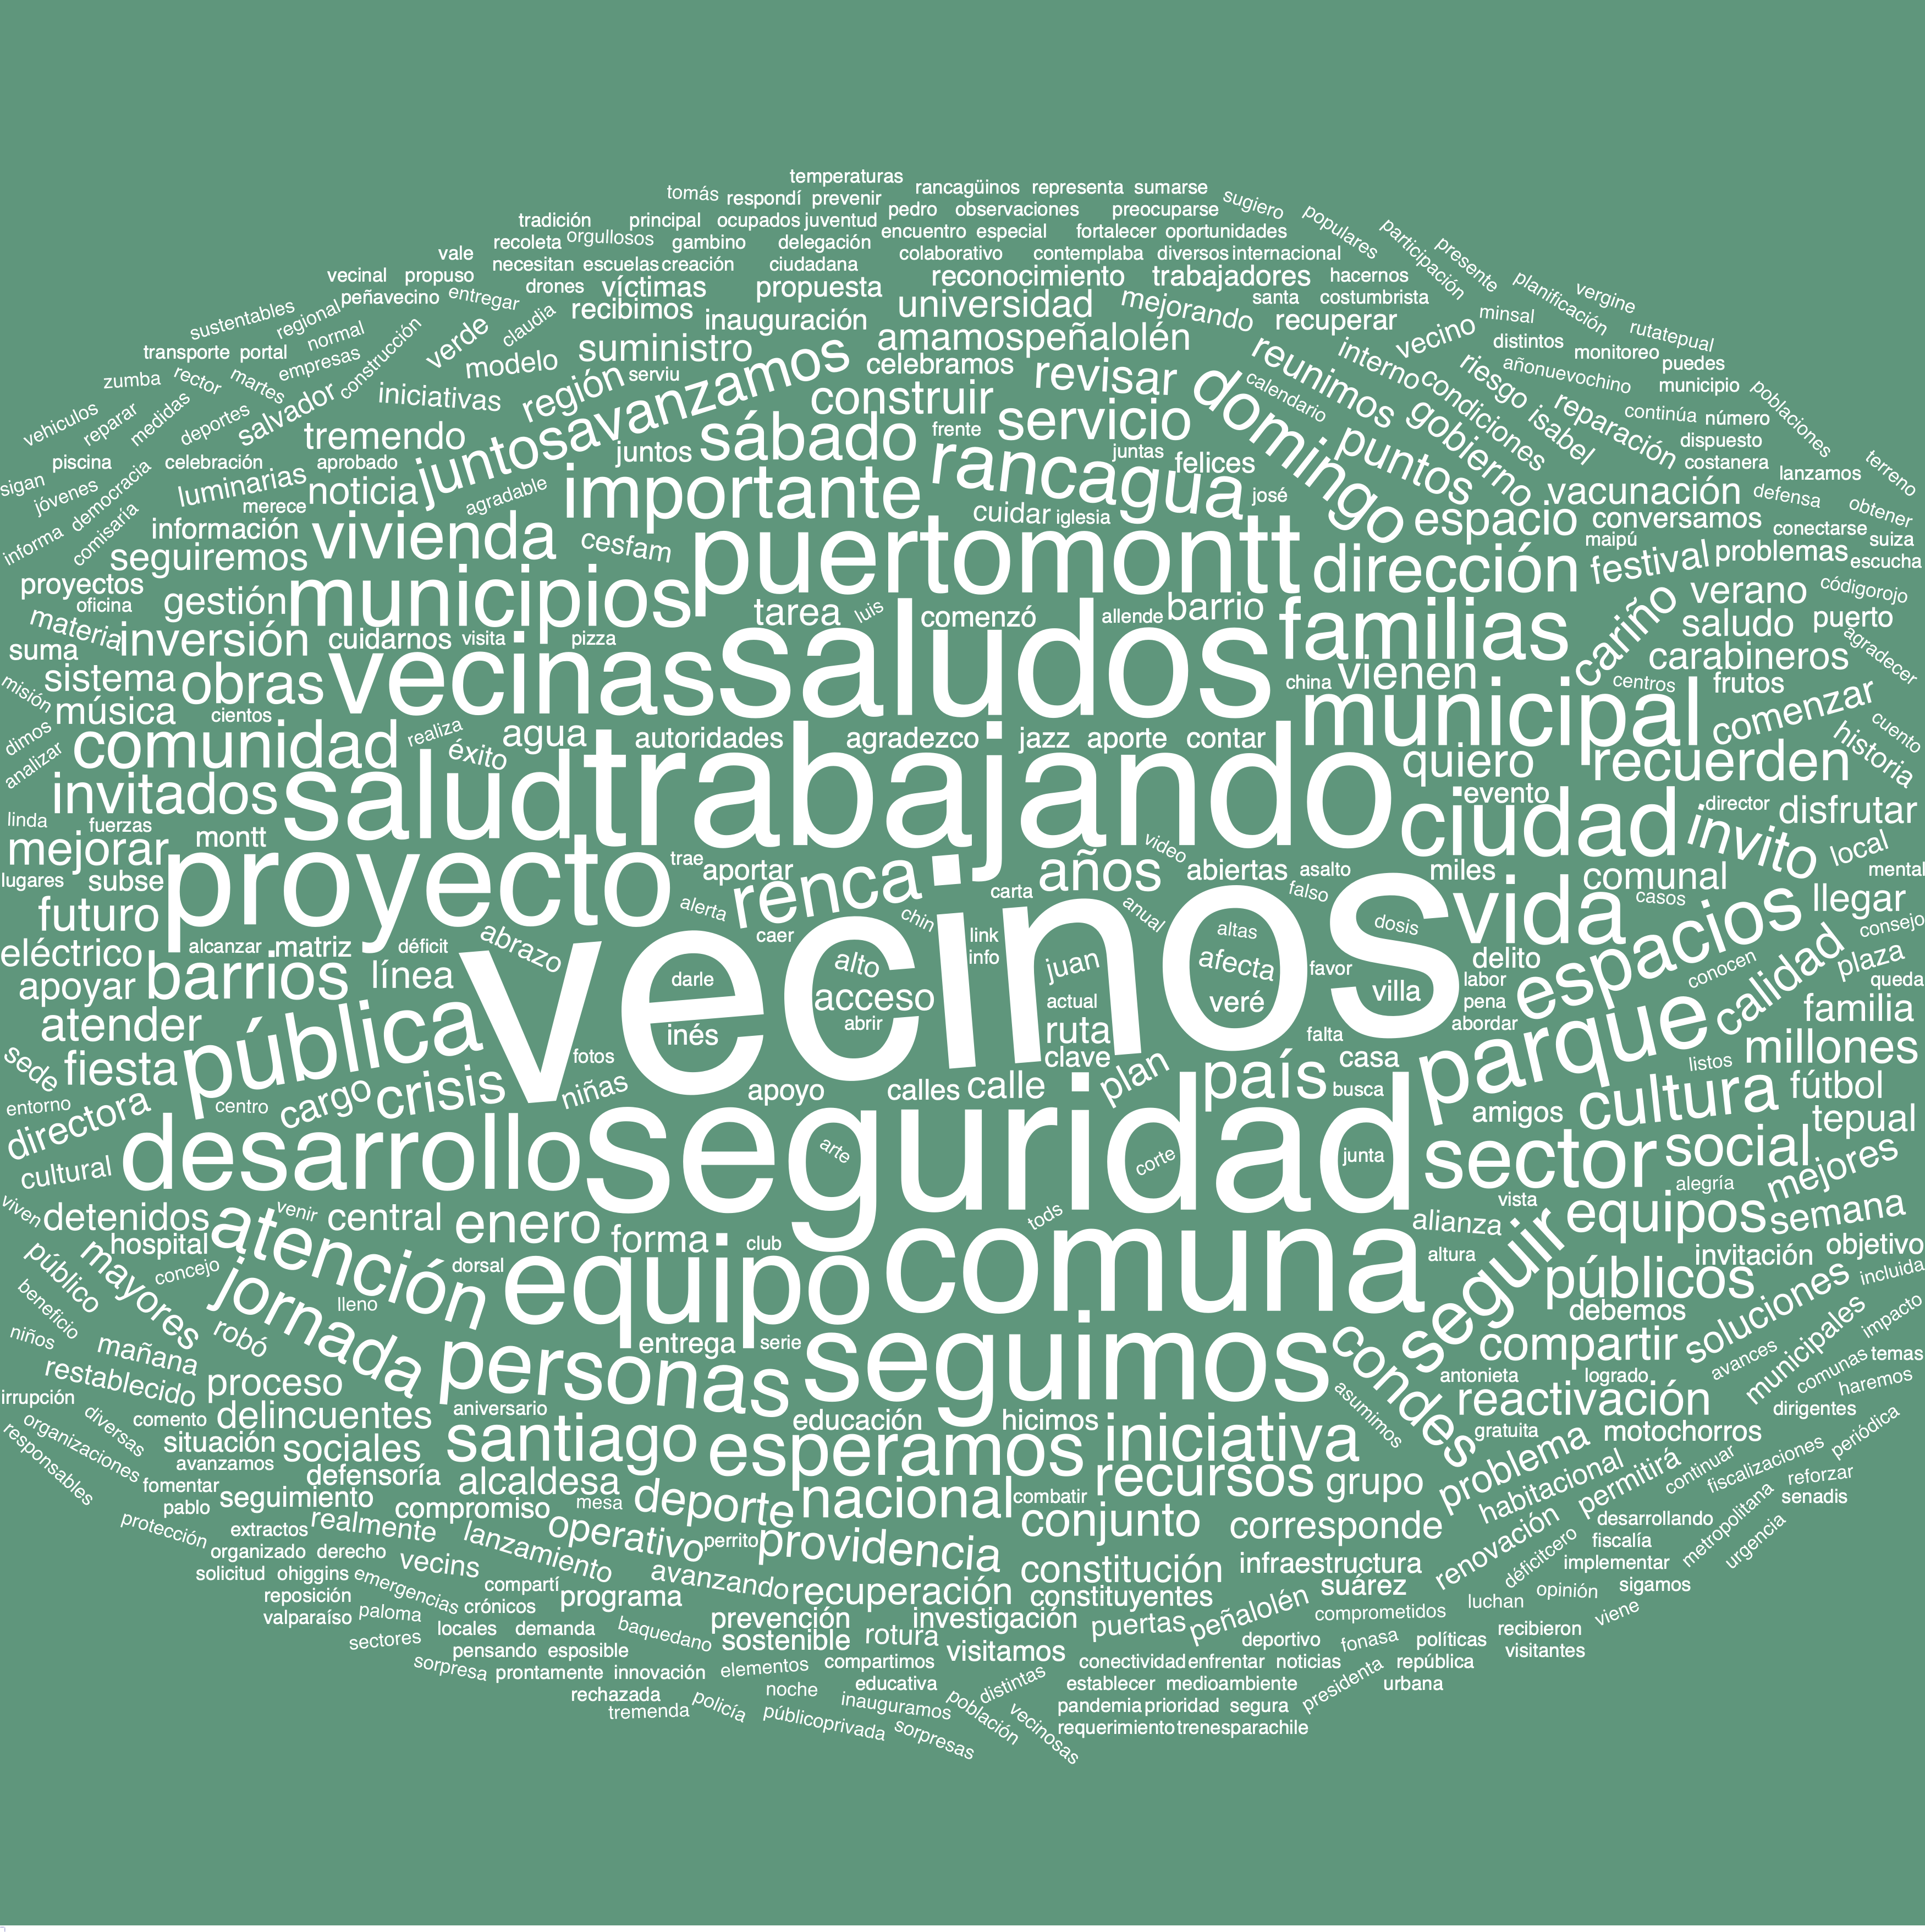 temperaturas
tomás respondí prevenir rancagüinos representa sumarse sugiero
tradición principal ocupados juventud pedro observaciones preocuparse populares participación
recoleta orgullosos gambino delegación encuentro especial fortalecer oportunidades presente
vale necesitan escuelas creación ciudadana colaborativo contemplaba diversos internacional planificación vergine
vecinal propuso drones víctimas propuesta reconocimiento trabajadores hacernos
sustentables regional peñavecino entregar recibimos universidad mejorando santa costumbrista minsal rutatepual
normal claudia inauguración amamospeñalolén recuperar vecino distintos monitoreo
transporte portal empresas construcción verde modelo suministro celebramos revisar reunimos interno riesgo añonuevochino puedes
zumba rector martes iniciativas región serviu construir domingo calendario condiciones isabel reparación municipio poblaciones
vehiculos reparar medidas deportes salvador tremendo juntosavanzamos sábado frente servicio puntos gobierno continúa número
sigan piscina celebración aprobado juntos rancagua juntas felices dispuesto costanera lanzamos terreno
jóvenes democracia luminarias noticia agradable importante josé vacunación defensa obtener
informa comisaría merece información vivienda cesfam cuidar iglesia espacio conversamos conectarse
seguiremos puertomontt dirección maipú suiza festival problemas escucha
proyectos oficina gestión municipios tarea luis comenzó allende barrio familias cariño verano códigorojo
materia inversión cuidarnos visita pizza saludo puerto
suma sistema obras vecinas saludos china vienen carabineros agradecer
misión música cientos municipal centros frutos comenzar cuento
dimos analizar comunidad realiza éxito agua autoridades agradezco jazz aporte contar quiero recuerden historia
invitados salud trabajando ciudad evento director disfrutar
linda fuerzas mejorar montt video invito local
lugares subse proyecto trae aportar renca años abiertas asalto miles comunal mental
futuro alerta carta chin anual falso vida casos espacios llegar
eléctrico alcanzar matriz déficit abrazo caer link altas dosis delito calidad consejo
apoyar barrios línea vecinos darle alto info juan afecta favor labor conocen plaza queda
atender pública acceso actual veré villa pena familia
inés abrir ruta falta abordar parque
sede fiesta fotos clave país casa listos millones
entorno directora centro cargo crisis niñas apoyo calles calle plan busca amigos cultura fútbol
cultural desarrollo seguridad arte corte junta sector social tepual
viven detenidos atención venir central enero tods vista alegría mejores
público hospital forma club alianza seguir equipos semana
mayores concejo dorsal equipo comuna altura invitación objetivo
beneficio jornada lleno públicos soluciones incluida
niños mañana robó entrega serie condes debemos impacto
restablecido proceso personas seguimos compartir avances municipales comunas temas
irrupción antonieta logrado haremos
organizaciones diversas comento delincuentes aniversario asumimos reactivación dirigentes
responsables situación sociales santiago educación hicimos iniciativa gratuita motochorros periódica
avanzamos esperamos problema
fomentar defensoría alcaldesa recursos grupo habitacional permitirá continuar fiscalizaciones reforzar
pablo seguimiento compromiso mesa deporte nacional combatir senadis
protección extractos realmente lanzamiento operativo perrito conjunto corresponde renovación desarrollando metropolitana
organizado derecho vecins providencia fiscalía urgencia
solicitud ohiggins avanzando constitución infraestructura déficitcero implementar
reposición emergencias compartí programa recuperación constituyentes suárez opinión sigamos
valparaíso paloma crónicos prevención investigación puertas peñalolén comprometidos luchan viene
sectores locales demanda baquedano sostenible rotura recibieron
pensando esposible visitamos deportivo fonasa políticas visitantes
sorpresa prontamente innovación elementos compartimos conectividad enfrentar noticias república
rechazada noche educativa distintas establecer medioambiente presidenta urbana
tremenda policía inauguramos población pandemia prioridad segura
públicoprivada sorpresas vecinosas requerimiento trenesparachile